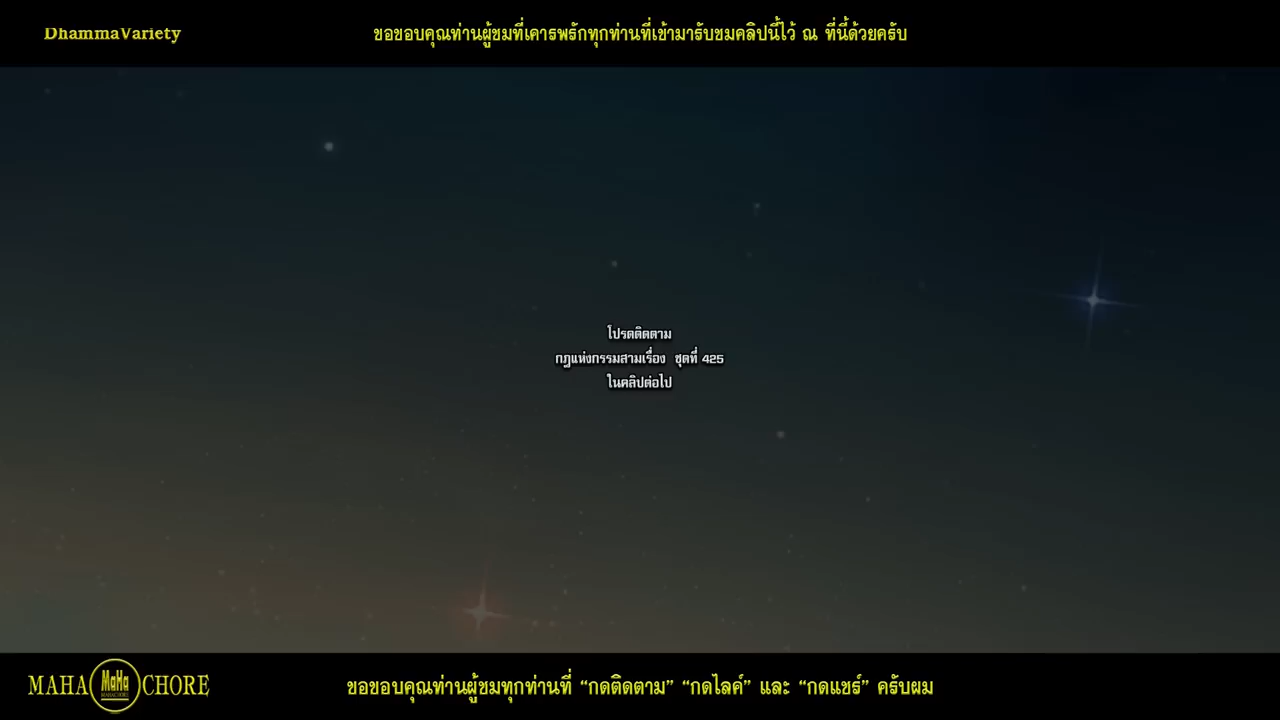 DhammaVariety
ขอขอบคุณท่านผู้ชมที่เคารพรักทุกท่านที่เข้ามารับชมคลิปนี้ไว้ ณ ที่นี้ด้วยครับ
โปรดติดตาม
กฎแห่งกรรมสามเรื่อง ชุดที่ 425
ในคลิปต่อไป
MAHA MaHa CHORE
MAHACHORE
ขอขอบคุณท่านผู้ชมทุกท่านที่ “กดติดตาม” “กดไลค์” และ “กดแชร์” ครับผม